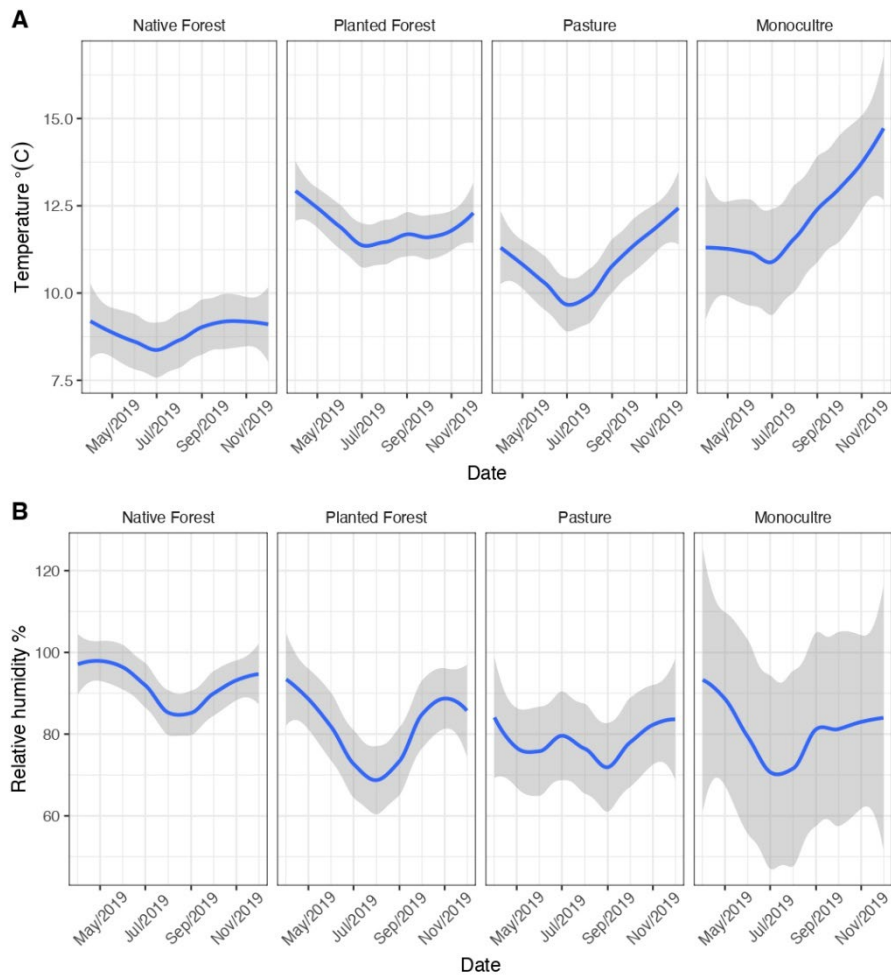 A
Native Forest
Planted Forest
Pasture
Monocultre
Temperature °(C)
15.0
12.5
10.0
7.5
May/2019
Jul/2019
Sep/2019
Nov/2019
May/2019
Jul/2019
Sep/2019
Nov/2019
May/2019
Jul/2019
Sep/2019
Nov/2019
May/2019
Jul/2019
Sep/2019
Nov/2019
Date
B
Native Forest
Planted Forest
Pasture
Monocultre
Relative humidity %
120
100
80
60
May/2019
Jul/2019
Sep/2019
Nov/2019
May/2019
Jul/2019
Sep/2019
Nov/2019
May/2019
Jul/2019
Sep/2019
Nov/2019
May/2019
Jul/2019
Sep/2019
Nov/2019
Date